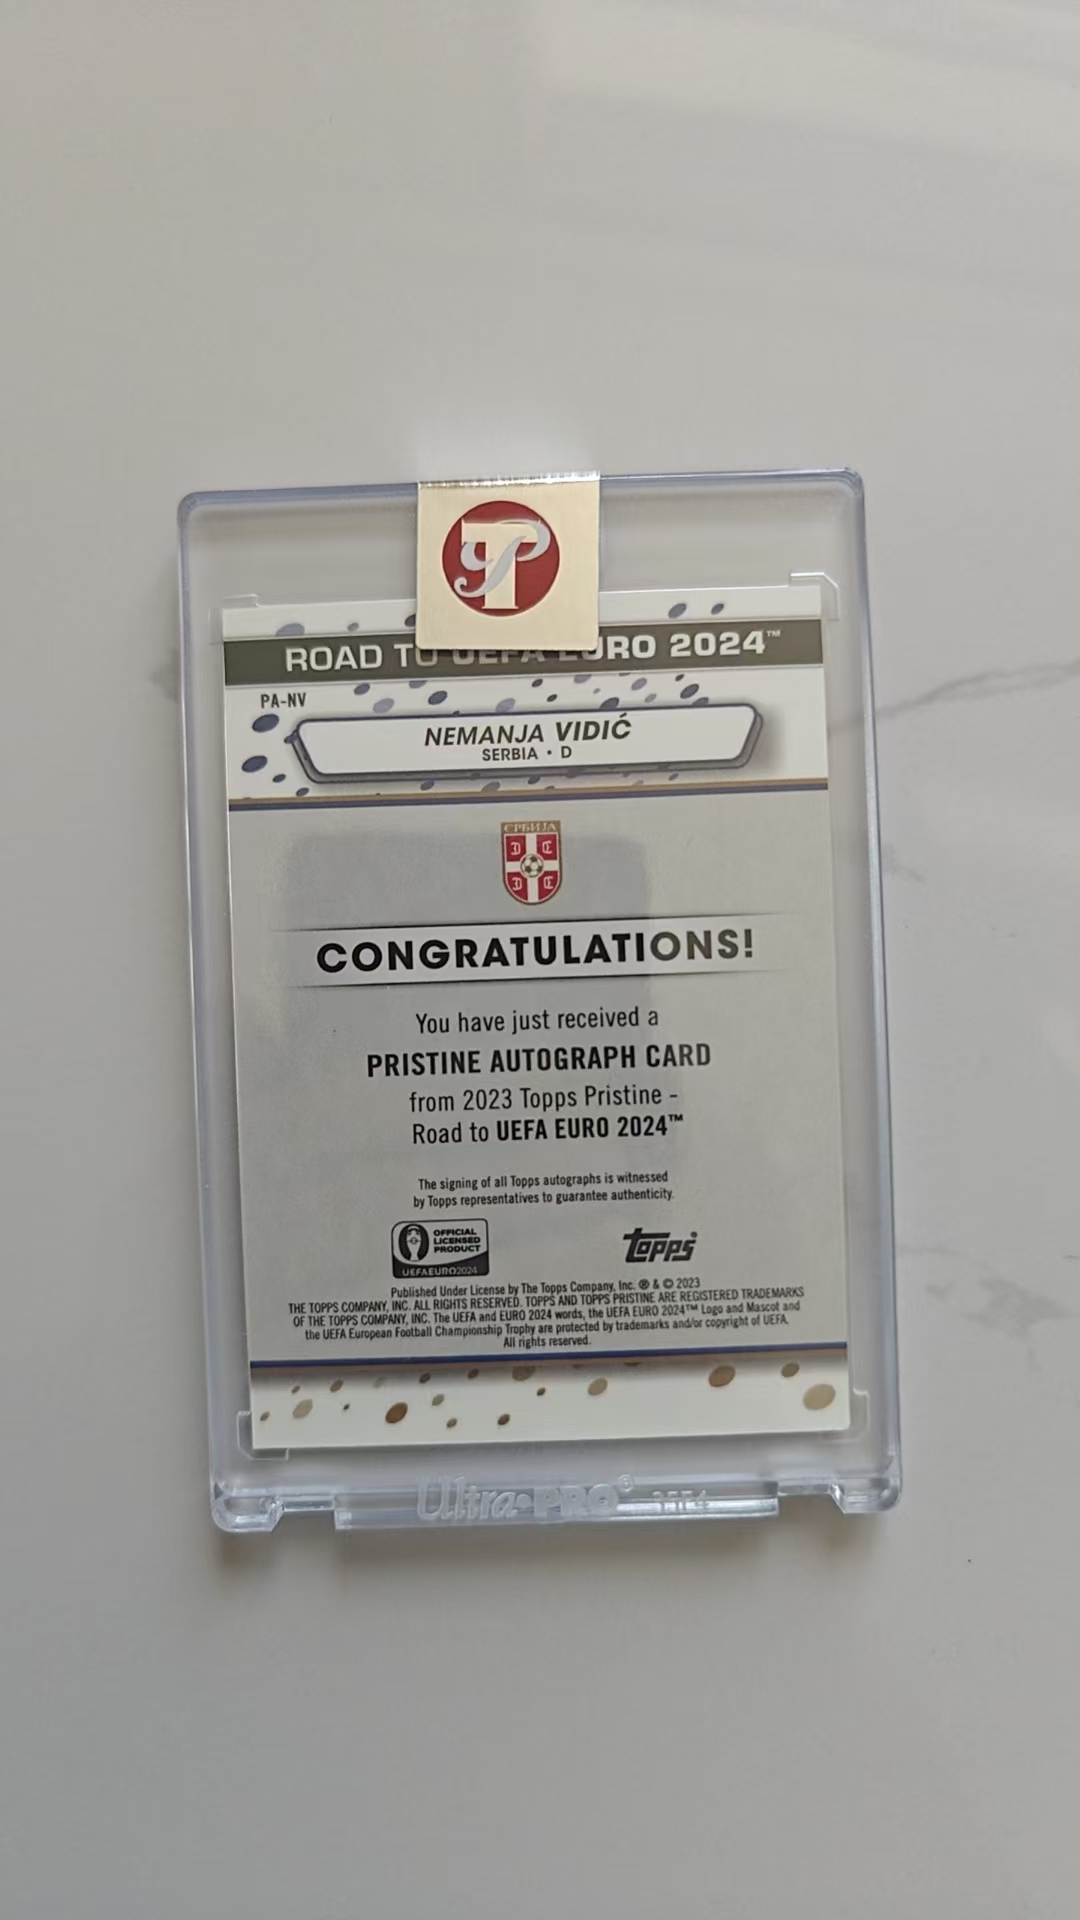 ROAD TO UEFA EURO 2024™
PA-NV
NEMANJA VIDIĆ
SERBIA • D
СРБИЈА
CONGRATULATIONS!
You have just received a
PRISTINE AUTOGRAPH CARD
from 2023 Topps Pristine -
Road to UEFA EURO 2024™
The signing of all Topps autographs is witnessed
by Topps representatives to guarantee authenticity.
OFFICIAL
LICENSED
PRODUCT
UEFAEURO2024
topps
Published Under License by The Topps Company, Inc. ® & © 2023
THE TOPPS COMPANY, INC. ALL RIGHTS RESERVED. TOPPS AND TOPPS PRISTINE ARE REGISTERED TRADEMARKS
OF THE TOPPS COMPANY, INC. The UEFA and EURO 2024 words, the UEFA EURO 2024™ Logo and Mascot and
the UEFA European Football Championship Trophy are protected by trademarks and/or copyright of UEFA.
All rights reserved.
Ultra•PRO®